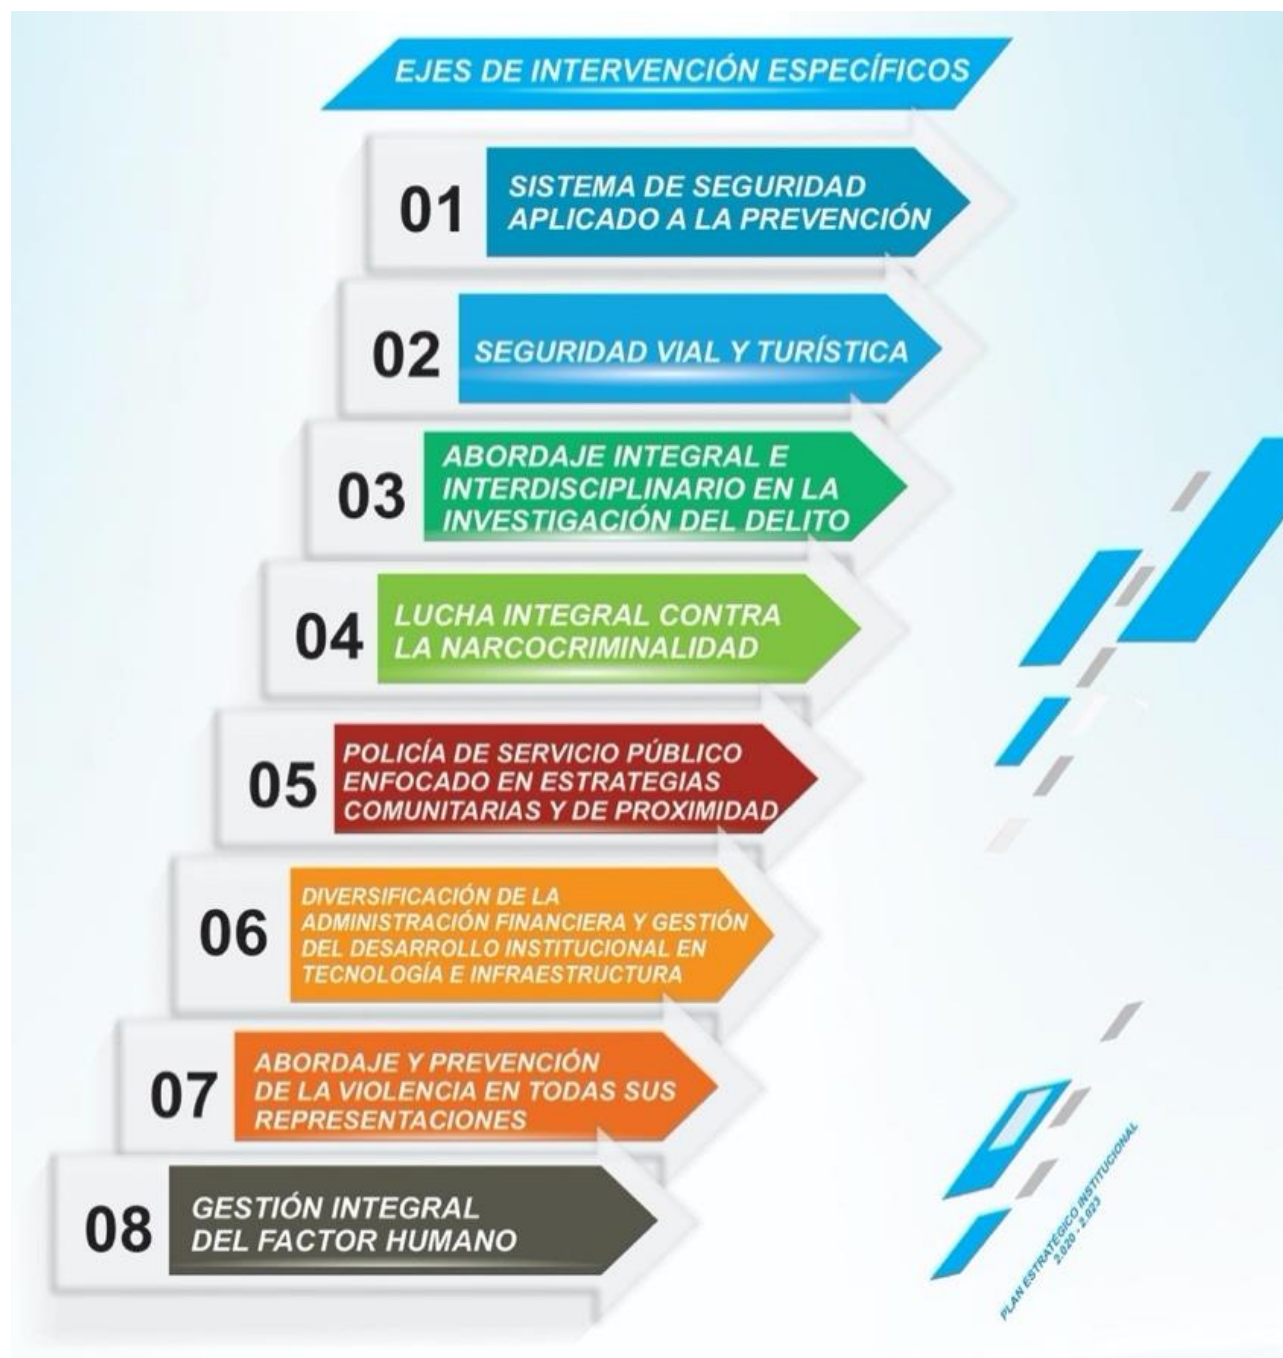 EJES DE INTERVENCIÓN ESPECÍFICOS
01
SISTEMA DE SEGURIDAD
APLICADO A LA PREVENCIÓN
02
SEGURIDAD VIAL Y TURÍSTICA
03
ABORDAJE INTEGRAL E
INTERDISCIPLINARIO EN LA
INVESTIGACIÓN DEL DELITO
04
LUCHA INTEGRAL CONTRA
LA NARCOCRIMINALIDAD
05
POLICÍA DE SERVICIO PÚBLICO
ENFOCADO EN ESTRATEGIAS
COMUNITARIAS Y DE PROXIMIDAD
06
DIVERSIFICACIÓN DE LA
ADMINISTRACIÓN FINANCIERA Y GESTIÓN
DEL DESARROLLO INSTITUCIONAL EN
TECNOLOGÍA E INFRAESTRUCTURA
07
ABORDAJE Y PREVENCIÓN
DE LA VIOLENCIA EN TODAS SUS
REPRESENTACIONES
08
GESTIÓN INTEGRAL
DEL FACTOR HUMANO
PLAN ESTRATÉGICO INSTITUCIONAL
2.020 - 2.023